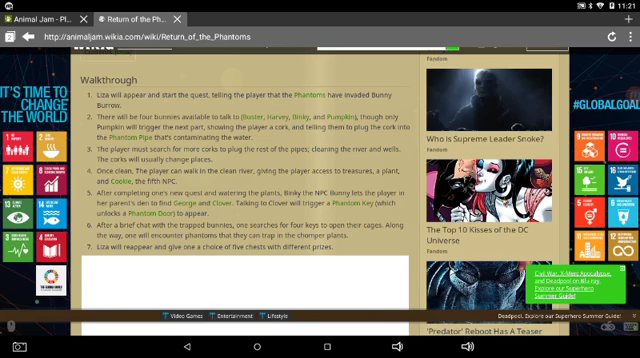 11:21
Animal Jam - Pl...
Return of the Ph...
2
http://animaljam.wikia.com/wiki/Return_of_the_Phantoms
Fandom
Walkthrough
1. Liza will appear and start the quest, telling the player that the Phantoms have invaded Bunny
Burrow.
2. There will be four bunnies available to talk to (Buster, Harvey, Binky, and Pumpkin), though only
Pumpkin will trigger the next part, showing the player a cork, and telling them to plug the cork into
the Phantom Pipe that's contaminating the water.
3. The player must search for more corks to plug the rest of the pipes; cleaning the river and wells.
The corks will usually change places.
4. Once clean, The player can walk in the clean river, giving the player access to treasures, a plant,
and Cookie, the fifth NPC.
5. After completing one's new quest and watering the plants, Binky the NPC Bunny lets the player in
her parent's den to find George and Clover. Talking to Clover will trigger a Phantom Key (which
unlocks a Phantom Door) to appear.
6. After a brief chat with the trapped bunnies, one searches for four keys to open their cages. Along
the way, one will encounter phantoms that they can trap in the chomper plants.
7. Liza will reappear and give one a choice of five chests with different prizes.
Who is Supreme Leader Snoke?
Fandom
The Top 10 Kisses of the DC
Universe
Fandom
'Predator' Reboot Has A Teaser
IT'S TIME TO
CHANGE
THE WORLD
#GLOBALGOA
Civil War, X-Men: Apocalypse,
and Deadpool on Blu-ray.
Explore our Superhero
Summer Guide!
Video Games
Entertainment
Lifestyle
Deadpool. Explore our Superhero Summer Guide!